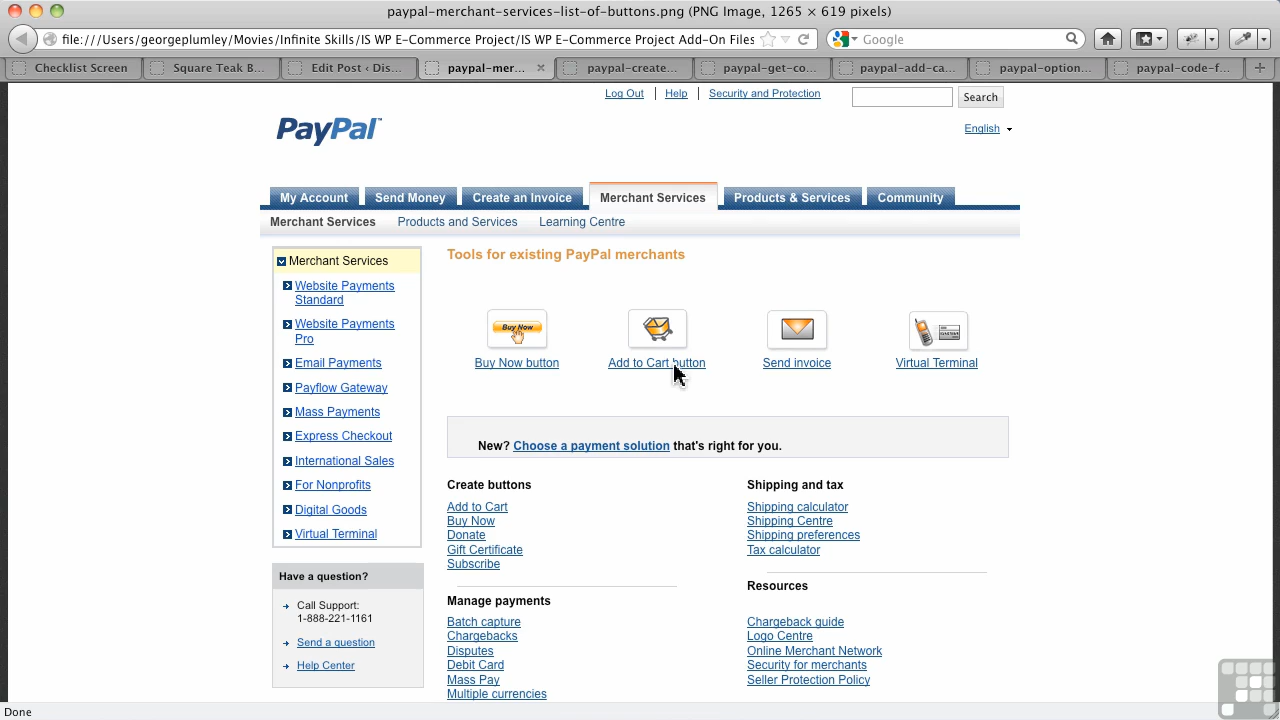 paypal-merchant-services-list-of-buttons.png (PNG Image, 1265 × 619 pixels)
file:///Users/georgeplumley/Movies/Infinite Skills/IS WP E-Commerce Project/IS WP E-Commerce Project Add-On Files
Google
Checklist Screen
Square Teak B...
Edit Post ‹ Dis...
paypal-mer...
paypal-create...
paypal-get-co...
paypal-add-ca...
paypal-option...
paypal-code-f...
Log Out
Help
Security and Protection
Search
PayPal™
English
My Account
Send Money
Create an Invoice
Merchant Services
Products & Services
Community
Merchant Services
Products and Services
Learning Centre
Merchant Services
Website Payments
Standard
Website Payments
Pro
Email Payments
Payflow Gateway
Mass Payments
Express Checkout
International Sales
For Nonprofits
Digital Goods
Virtual Terminal
Have a question?
Call Support:
1-888-221-1161
Send a question
Help Center
Tools for existing PayPal merchants
Buy Now
Buy Now button
Add to Cart button
Send invoice
Virtual Terminal
New? Choose a payment solution that's right for you.
Create buttons
Add to Cart
Buy Now
Donate
Gift Certificate
Subscribe
Manage payments
Batch capture
Chargebacks
Disputes
Debit Card
Mass Pay
Multiple currencies
Shipping and tax
Shipping calculator
Shipping Centre
Shipping preferences
Tax calculator
Resources
Chargeback guide
Logo Centre
Online Merchant Network
Security for merchants
Seller Protection Policy
Done